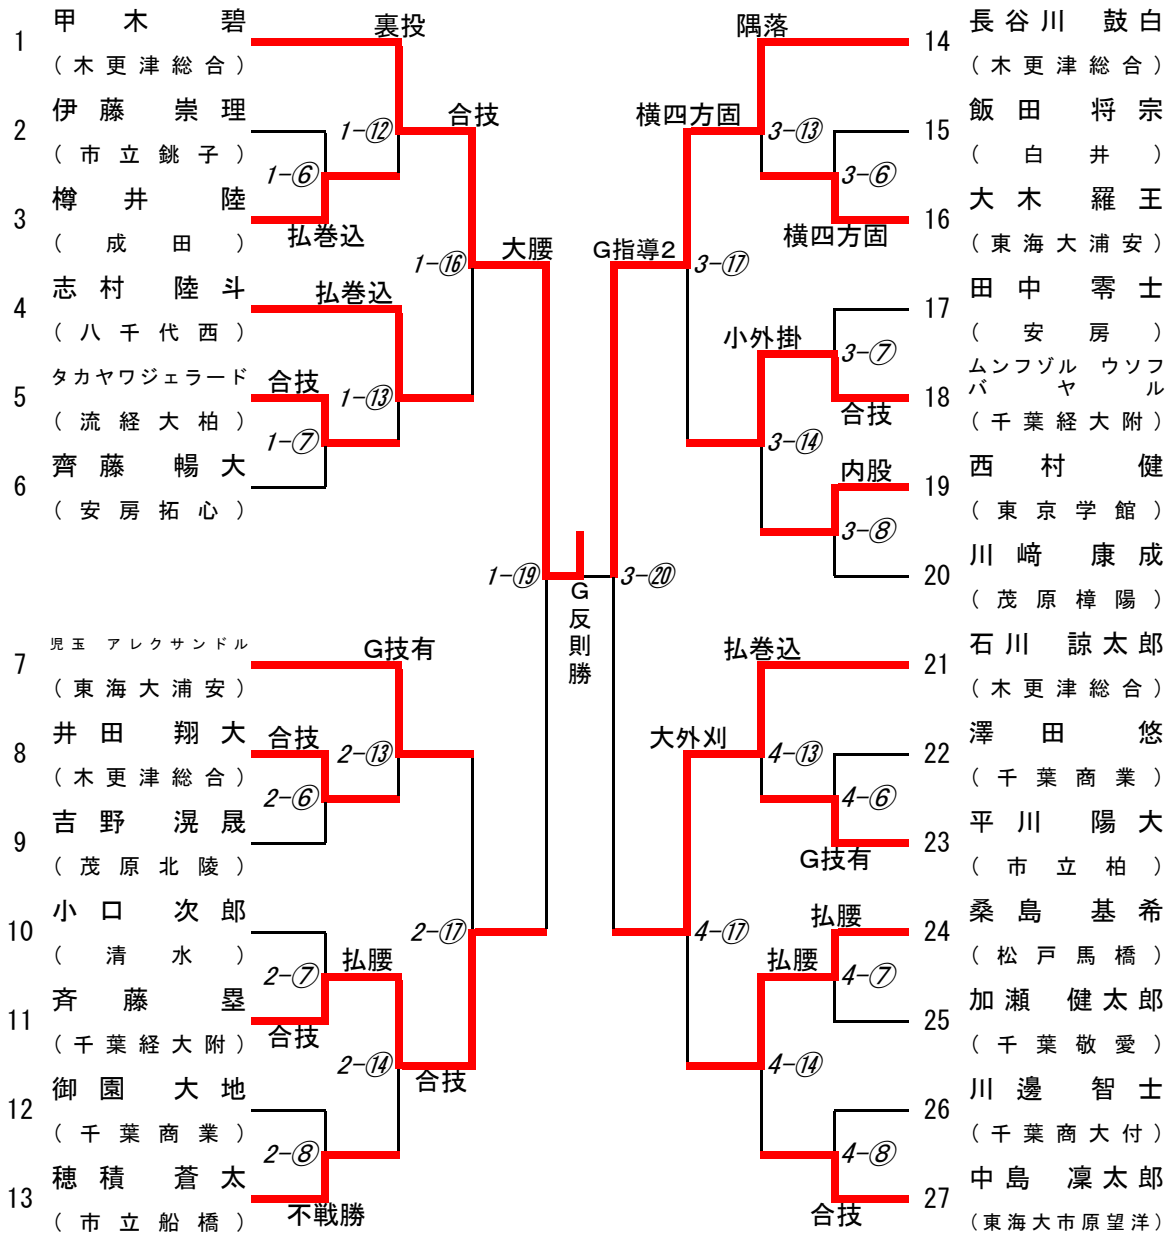 1
甲木 碧
(木更津総合)
2
伊藤 崇理
(市立銚子)
3
樽井 陸
(成田)
4
志村 陸斗
(八千代西)
5
タカヤワジェラード
(流経大柏)
6
齊藤 暢大
(安房拓心)
7
児玉 アレクサンドル
(東海大浦安)
8
井田 翔大
(木更津総合)
9
吉野 滉晟
(茂原北陵)
10
小口 次郎
(清水)
11
斉藤 塁
(千葉経大附)
12
御園 大地
(千葉商業)
13
穂積 蒼太
(市立船橋)
裏投
1-⑫
合技
1-⑥
払巻込
1-⑯
大腰
払巻込
合技
1-⑬
1-⑦
1-⑲
G技有
合技
2-⑬
2-⑥
2-⑰
2-⑦
払腰
合技
2-⑭
合技
2-⑧
不戦勝
G反則勝
隅落
横四方固
3-⑬
3-⑥
横四方固
G指導2
3-⑰
小外掛
3-⑦
合技
3-⑭
内股
3-⑧
3-⑳
払巻込
大外刈
4-⑬
4-⑥
G技有
4-⑰
払腰
払腰
4-⑦
4-⑭
4-⑧
合技
14
長谷川 鼓白
(木更津総合)
15
飯田 将宗
(白井)
16
大木 羅王
(東海大浦安)
17
田中 零士
(安房)
18
ムンフゾル ウソフ
バヤル
(千葉経大附)
19
西村 健
(東京学館)
20
川﨑 康成
(茂原樟陽)
21
石川 諒太郎
(木更津総合)
22
澤田 悠
(千葉商業)
23
平川 陽大
(市立柏)
24
桑島 基希
(松戸馬橋)
25
加瀬 健太郎
(千葉敬愛)
26
川邊 智士
(千葉商大付)
27
中島 凜太郎
(東海大市原望洋)